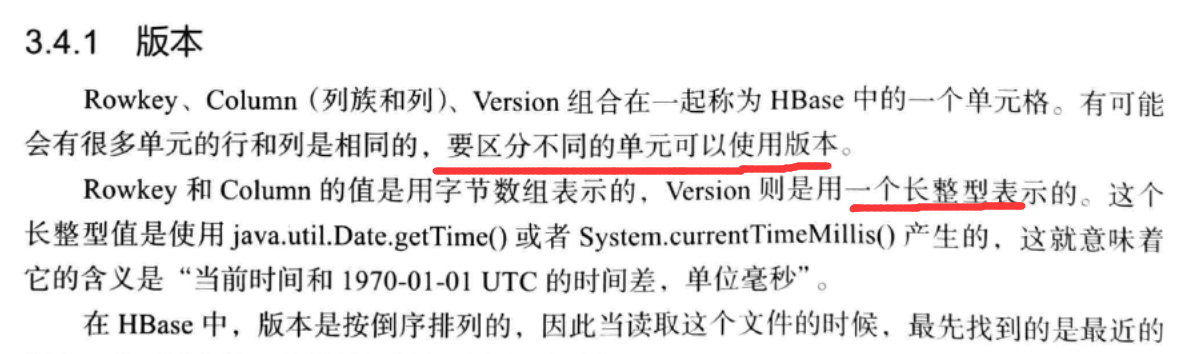 3.4.1 版本
Rowkey、Column（列族和列）、Version 组合在一起称为 HBase 中的一个单元格。有可能
会有很多单元的行和列是相同的，要区分不同的单元可以使用版本。
Rowkey 和 Column 的值是用字节数组表示的，Version 则是用一个长整型表示的。这个
长整型值是使用 java.util.Date.getTime() 或者 System.currentTimeMillis() 产生的，这就意味着
它的含义是“当前时间和 1970-01-01 UTC 的时间差，单位毫秒”。
在 HBase 中，版本是按倒序排列的，因此当读取这个文件的时候，最先找到的是最近的